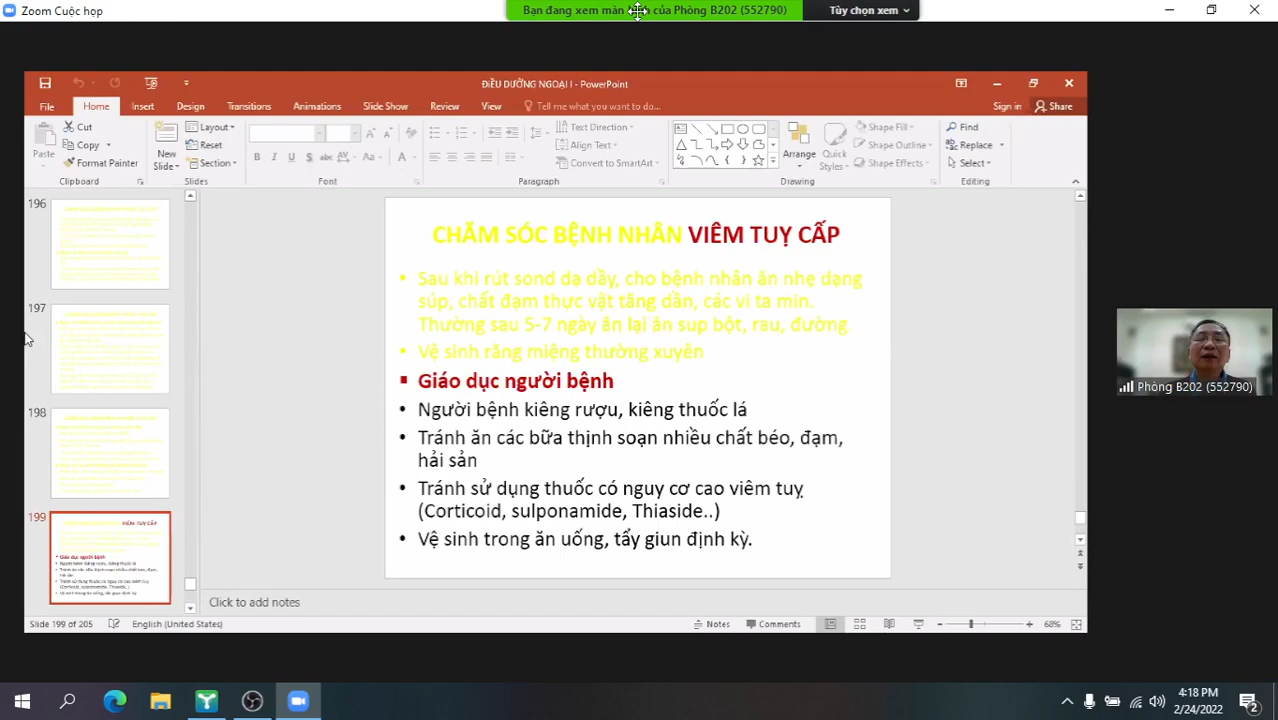 Zoom Cuộc họp
Bạn đang xem màn của Phòng B202 (552790)
Tùy chọn xem
ĐIỀU DƯỠNG NGOẠI I - PowerPoint
File Home Insert Design Transitions Animations Slide Show Review View Tell me what you want to do...
Sign in Share
Paste
Cut
Copy
Format Painter
Clipboard
New Slide
Layout
Reset
Section
Slides
B I U S abc AV Aa A
Font
Text Direction
Align Text
Convert to SmartArt
Paragraph
Arrange
Quick Styles
Shape Fill
Shape Outline
Shape Effects
Drawing
Find
Replace
Select
Editing
196
197
198
199
CHĂM SÓC BỆNH NHÂN VIÊM TUỴ CẤP
• Sau khi rút sond dạ dầy, cho bệnh nhân ăn nhẹ dạng
súp, chất đạm thực vật tăng dần, các vi ta min.
Thường sau 5-7 ngày ăn lại ăn sup bột, rau, đường.
• Vệ sinh răng miệng thường xuyên
▪ Giáo dục người bệnh
• Người bệnh kiêng rượu, kiêng thuốc lá
• Tránh ăn các bữa thịnh soạn nhiều chất béo, đạm,
hải sản
• Tránh sử dụng thuốc có nguy cơ cao viêm tuỵ
(Corticoid, sulponamide, Thiaside..)
• Vệ sinh trong ăn uống, tẩy giun định kỳ.
Phòng B202 (552790)
Click to add notes
Slide 199 of 205 English (United States)
Notes Comments 68%
4:18 PM
2/24/2022
2